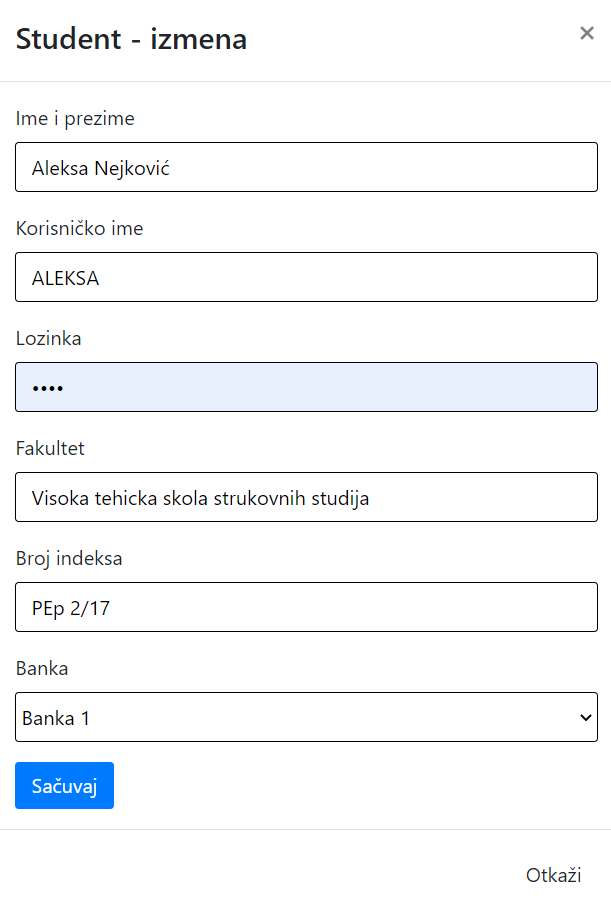 Student - izmena
×
Ime i prezime
Aleksa Nejković
Korisničko ime
ALEKSA
Lozinka
••••
Fakultet
Visoka tehicka skola strukovnih studija
Broj indeksa
PEp 2/17
Banka
Banka 1
Sačuvaj
Otkaži